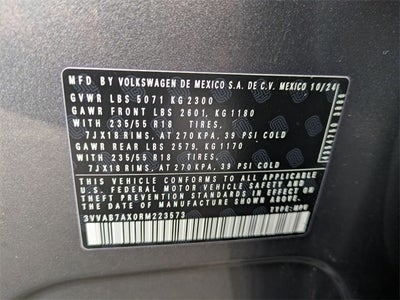 MFD. BY VOLKSWAGEN DE MEXICO S.A. DE C.V. MEXICO 10/24
GVWR LBS 5071 KG 2300
GAWR FRONT LBS 2601, KG 1180
WITH 235/55 R18 TIRES,
7JX18 RIMS, AT 270 KPA, 39 PSI COLD
GAWR REAR LBS 2579, KG 1170
WITH 235/55 R18 TIRES,
7JX18 RIMS, AT 270 KPA, 39 PSI COLD
THIS VEHICLE CONFORMS TO ALL APPLICABLE
U.S. FEDERAL MOTOR VEHICLE SAFETY AND
THEFT PREVENTION STANDARDS IN EFFECT ON THE
DATE OF MANUFACTURE SHOWN ABOVE.
3VVAB7AX0RM223573 TYPE: MPV